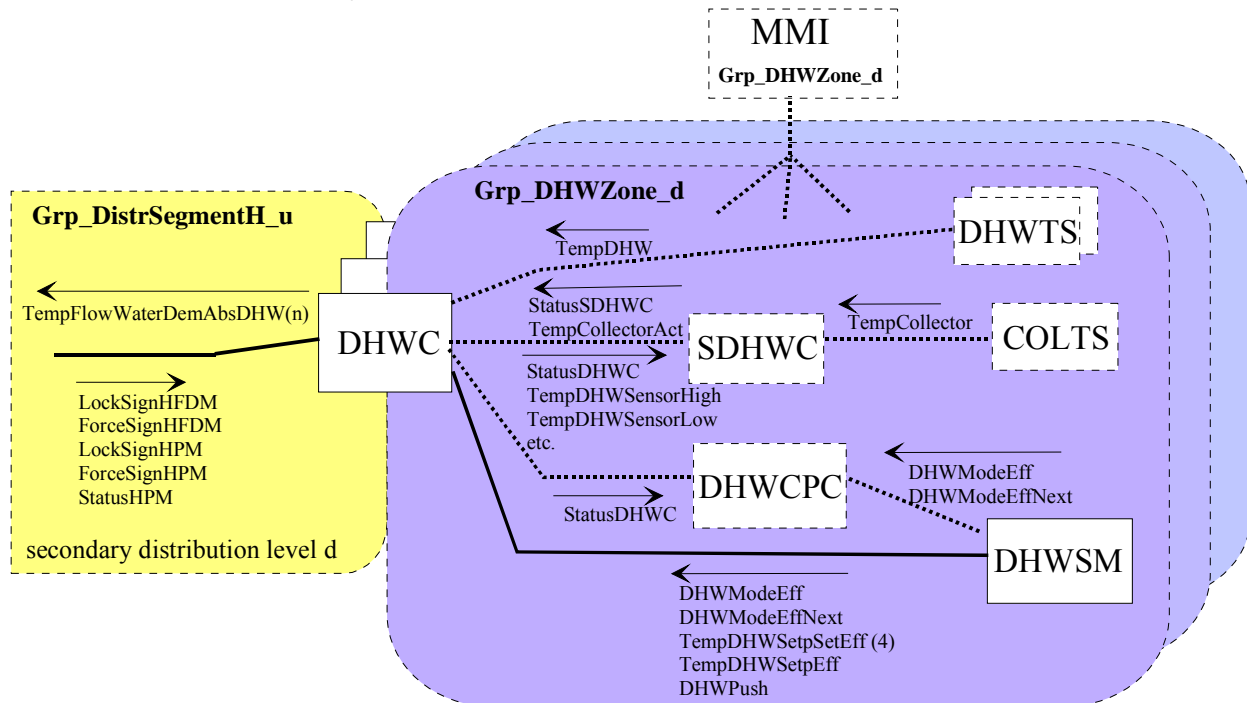 MMI
Grp_DHWZone_d
Grp_DistrSegmentH_u
Grp_DHWZone_d
TempDHW
DHWTS
TempFlowWaterDemAbsDHW(n)
DHWC
StatusSDHWC
TempCollectorAct
SDHWC
TempCollector
COLTS
StatusDHWC
TempDHWSensorHigh
TempDHWSensorLow
etc.
LockSignHFDM
ForceSignHFDM
LockSignHPM
ForceSignHPM
StatusHPM
secondary distribution level d
DHWCPC
StatusDHWC
DHWModeEff
DHWModeEffNext
DHWSM
DHWModeEff
DHWModeEffNext
TempDHWSetpSetEff (4)
TempDHWSetpEff
DHWPush